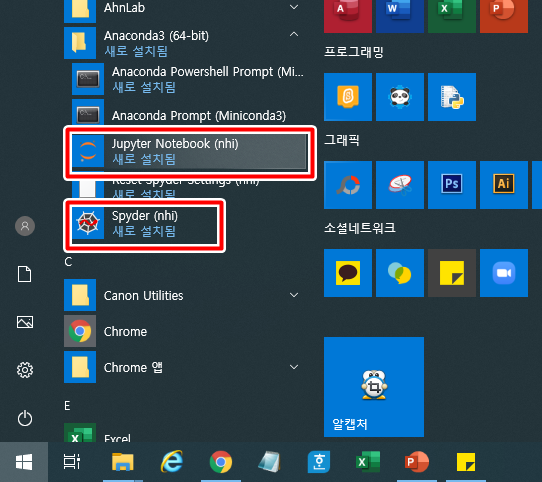 AhnLab
Anaconda3 (64-bit)
새로 설치됨
Anaconda Powershell Prompt (Mi...
새로 설치됨
Anaconda Prompt (Miniconda3)
Jupyter Notebook (nhi)
새로 설치됨
Reset Spyder Settings (nhi)
Spyder (nhi)
새로 설치됨
C
Canon Utilities
Chrome
Chrome 앱
E
Excel
프로그래밍
그래픽
Ps
Ai
소셜네트워크
알캡처